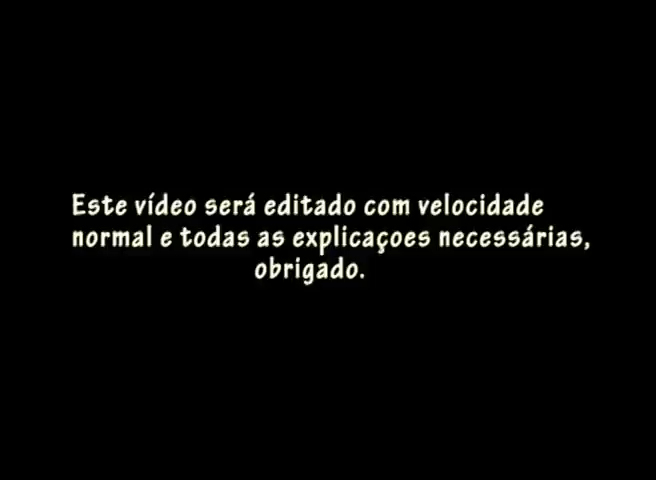 Este vídeo será editado com velocidade
normal e todas as explicaçoes necessárias,
obrigado.